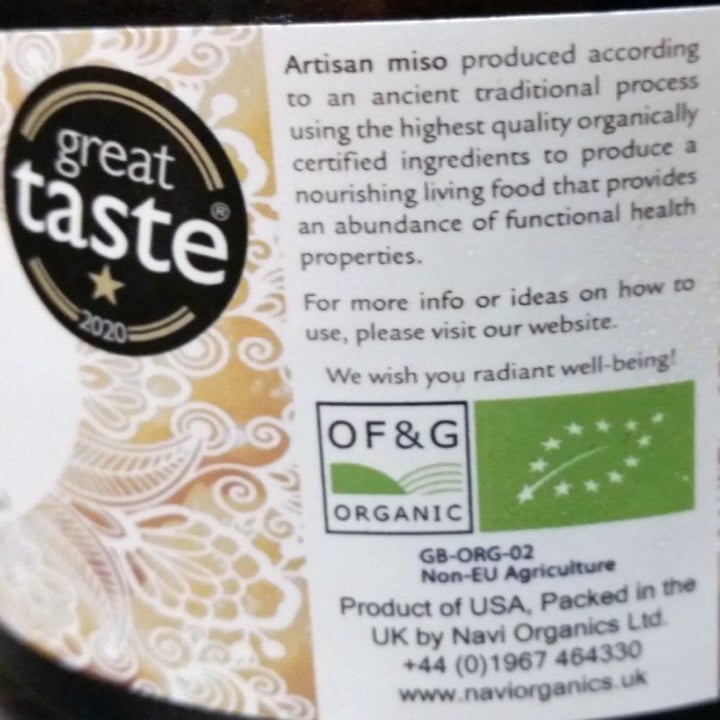 great
taste®
2020
Artisan miso produced according
to an ancient traditional process
using the highest quality organically
certified ingredients to produce a
nourishing living food that provides
an abundance of functional health
properties.
For more info or ideas on how to
use, please visit our website.
We wish you radiant well-being!
OF&G
ORGANIC
GB-ORG-02
Non-EU Agriculture
Product of USA, Packed in the
UK by Navi Organics Ltd.
+44 (0)1967 464330
www.naviorganics.uk